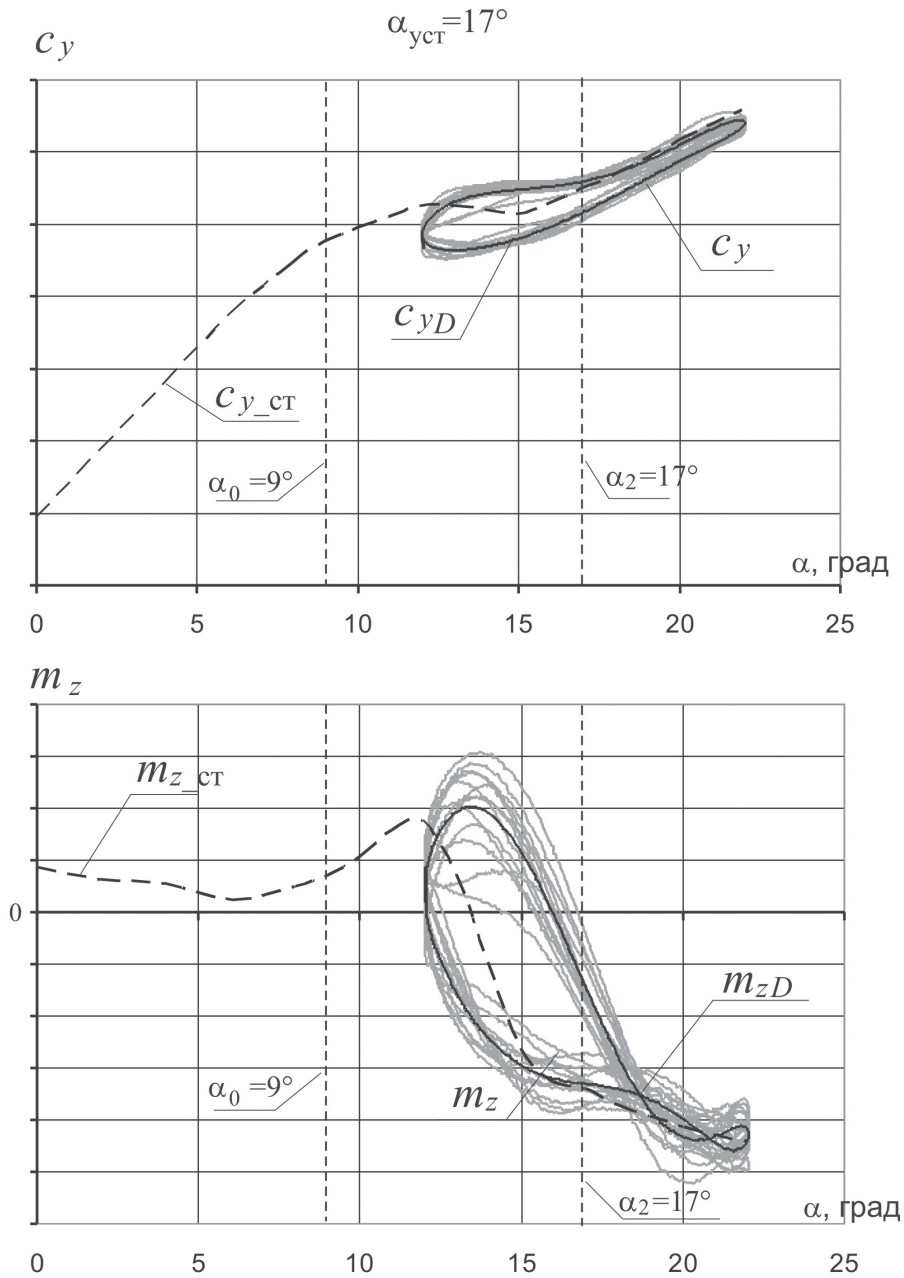 α_уст=17°
c_y
c_y
c_yD
c_y_ст
α_0 =9°
α_2=17°
α, град
0 5 10 15 20 25
m_z
m_z_ст
0
m_zD
m_z
α_0 =9°
α_2=17°
α, град
0 5 10 15 20 25